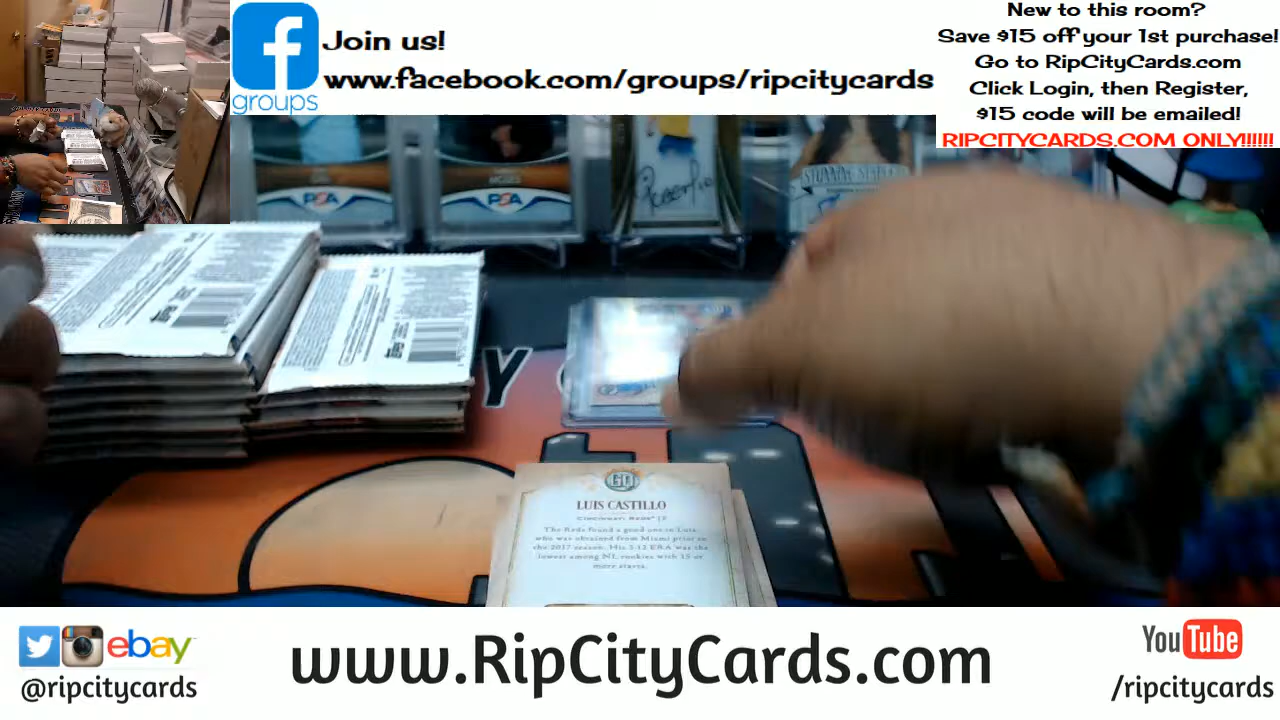 Join us!
www.facebook.com/groups/ripcitycards
groups
New to this room?
Save $15 off your 1st purchase!
Go to RipCityCards.com
Click Login, then Register,
$15 code will be emailed!
RIPCITYCARDS.COM ONLY!!!!!!
PSA
PSA
Topps
Topps
Y
GQ
LUIS CASTILLO
Cincinnati Reds
The Reds found a good one in Luis,
who was obtained from Miami prior to
the 2017 season. His 3.12 ERA was the
lowest among NL rookies with 15 or
more starts.
ebay
@ripcitycards
www.RipCityCards.com
YouTube
/ripcitycards